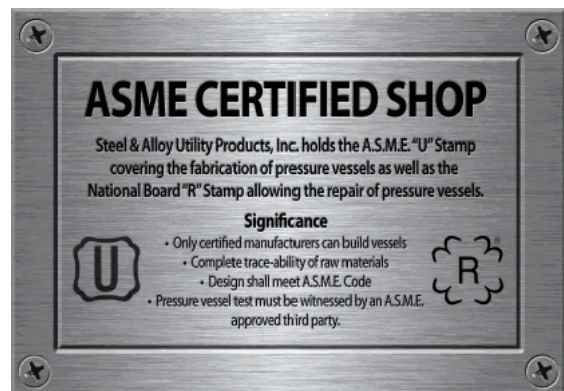 ASME CERTIFIED SHOP
Steel & Alloy Utility Products, Inc. holds the A.S.M.E. "U" Stamp
covering the fabrication of pressure vessels as well as the
National Board "R" Stamp allowing the repair of pressure vessels.
Significance
• Only certified manufacturers can build vessels
• Complete trace-ability of raw materials
• Design shall meet A.S.M.E. Code
• Pressure vessel test must be witnessed by an A.S.M.E.
approved third party.
U
R
®